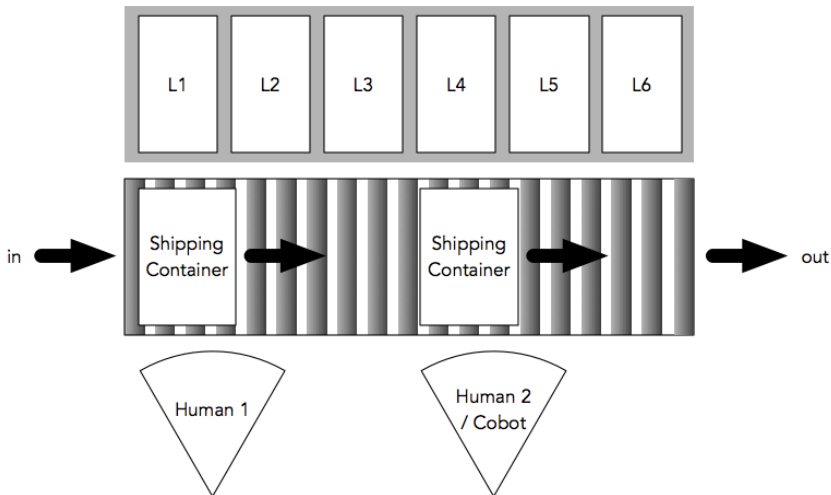 L1 L2 L3 L4 L5 L6
in
Shipping
Container
Shipping
Container
out
Human 1
Human 2
/ Cobot